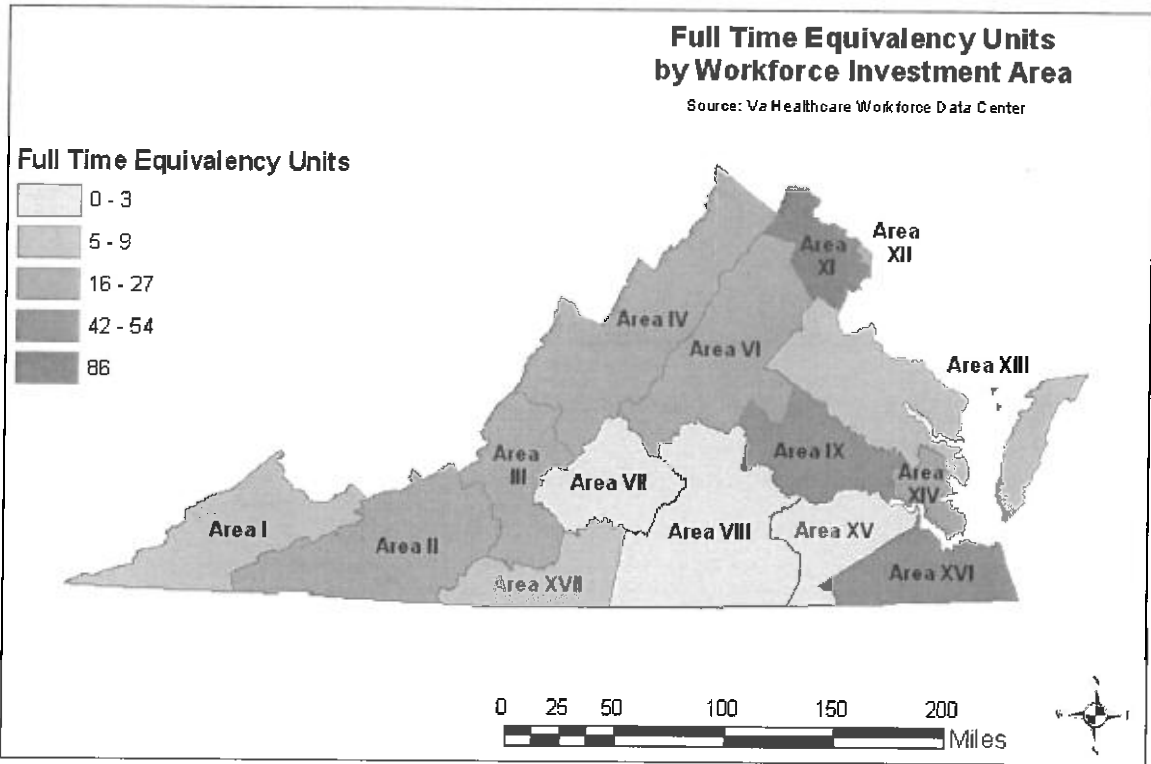 Full Time Equivalency Units
by Workforce Investment Area
Source: Va Healthcare Workforce Data Center
Full Time Equivalency Units
0 - 3
5 - 9
16 - 27
42 - 54
86
Area
XII
Area
XI
Area IV
Area VI
Area XIII
Area
III
Area VII
Area IX
Area
XIV
Area I
Area II
Area VIII
Area XV
Area XVI
Area XVII
0 25 50 100 150 200
Miles